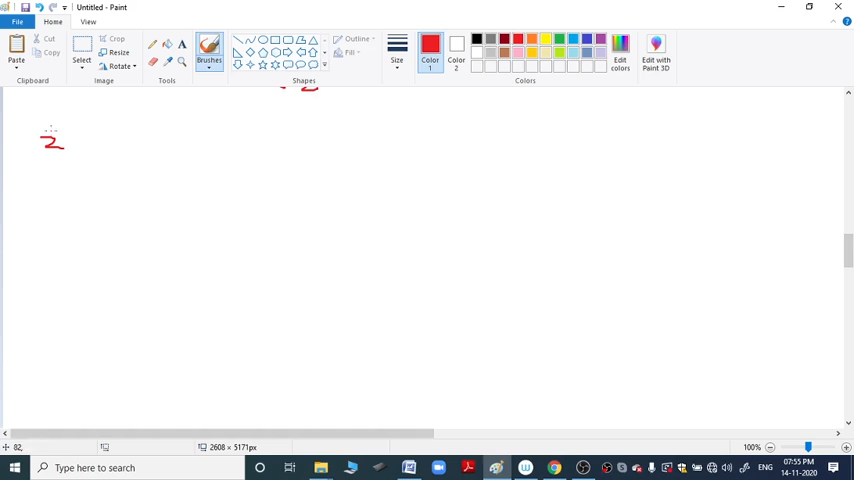 Untitled - Paint
File Home View
Paste Cut Copy Clipboard
Select Crop Resize Rotate Image
Tools
Brushes
Shapes Outline Fill
Size
Color 1
Color 2
Colors
Edit colors
Edit with Paint 3D
2
82,
2608 × 5171px
100%
Type here to search
ENG
07:55 PM
14-11-2020